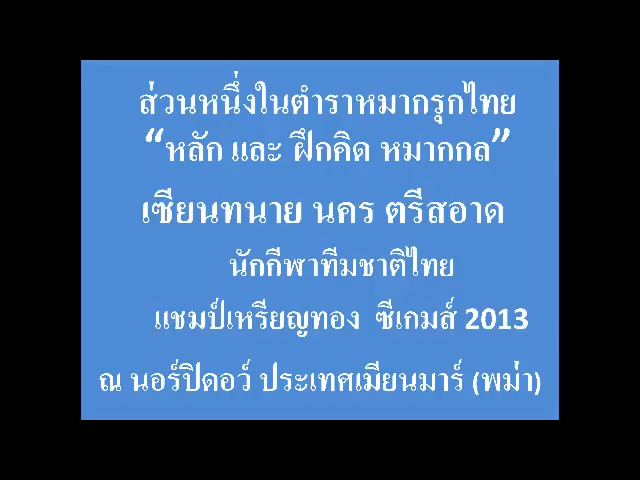 ส่วนหนึ่งในตำราหมากรุกไทย
“หลัก และ ฝึกคิด หมากกล”
เซียนทนาย นคร ตรีสอาด
นักกีฬาทีมชาติไทย
แชมป์เหรียญทอง ซีเกมส์ 2013
ณ นอร์ปิดอว์ ประเทศเมียนมาร์ (พม่า)